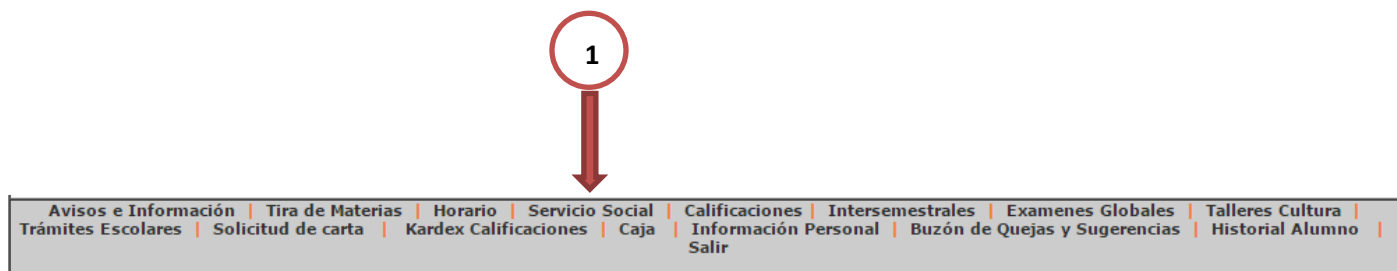 1
Avisos e Información | Tira de Materias | Horario | Servicio Social | Calificaciones | Intersemestrales | Examenes Globales | Talleres Cultura |
Trámites Escolares | Solicitud de carta | Kardex Calificaciones | Caja | Información Personal | Buzón de Quejas y Sugerencias | Historial Alumno |
Salir